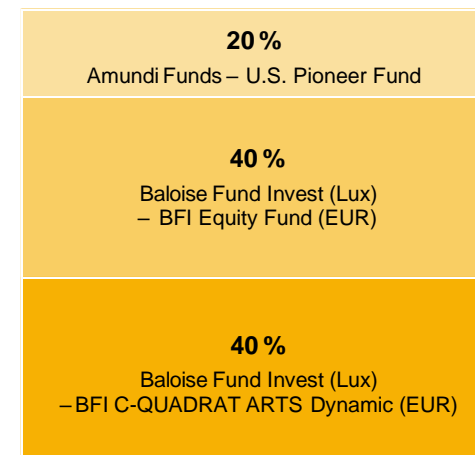 20 %
Amundi Funds – U.S. Pioneer Fund
40 %
Baloise Fund Invest (Lux)
– BFI Equity Fund (EUR)
40 %
Baloise Fund Invest (Lux)
– BFI C-QUADRAT ARTS Dynamic (EUR)